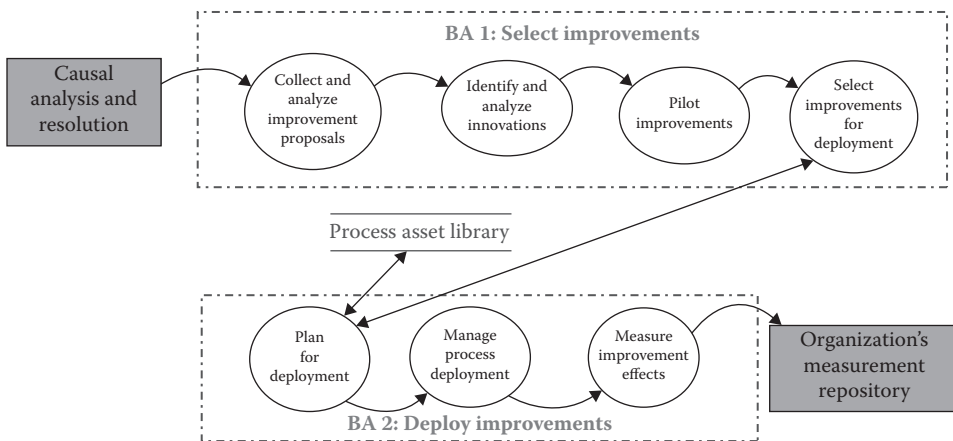 BA 1: Select improvements
Causal
analysis and
resolution
Collect and
analyze
improvement
proposals
Identify and
analyze
innovations
Pilot
improvements
Select
improvements
for
deployment
Process asset library
Plan
for
deployment
Manage
process
deployment
Measure
improvement
effects
Organization's
measurement
repository
BA 2: Deploy improvements